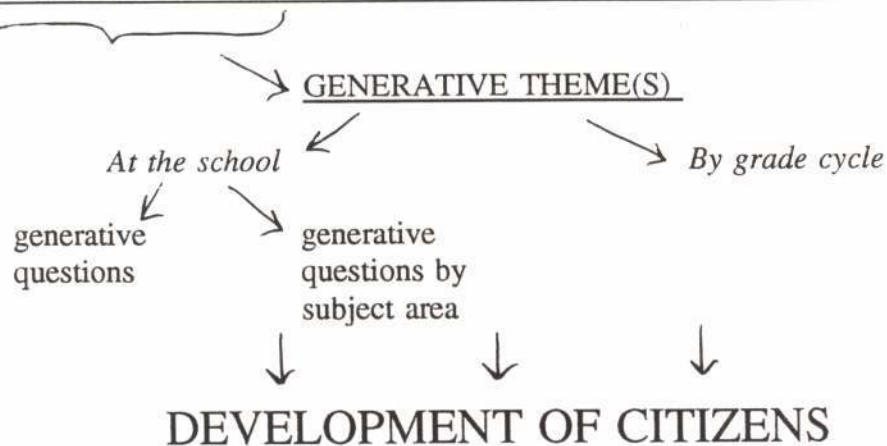 GENERATIVE THEME(S)
At the school
By grade cycle
generative
questions
generative
questions by
subject area
DEVELOPMENT OF CITIZENS